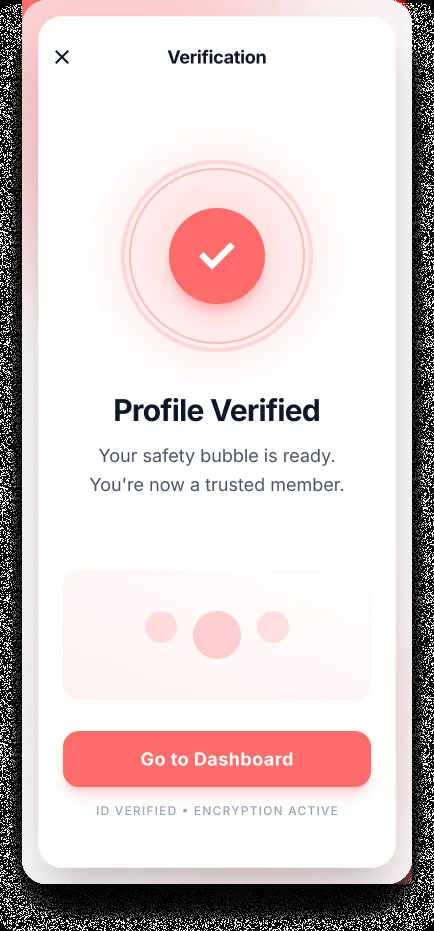 Verification
Profile Verified
Your safety bubble is ready.
You're now a trusted member.
Go to Dashboard
ID VERIFIED • ENCRYPTION ACTIVE